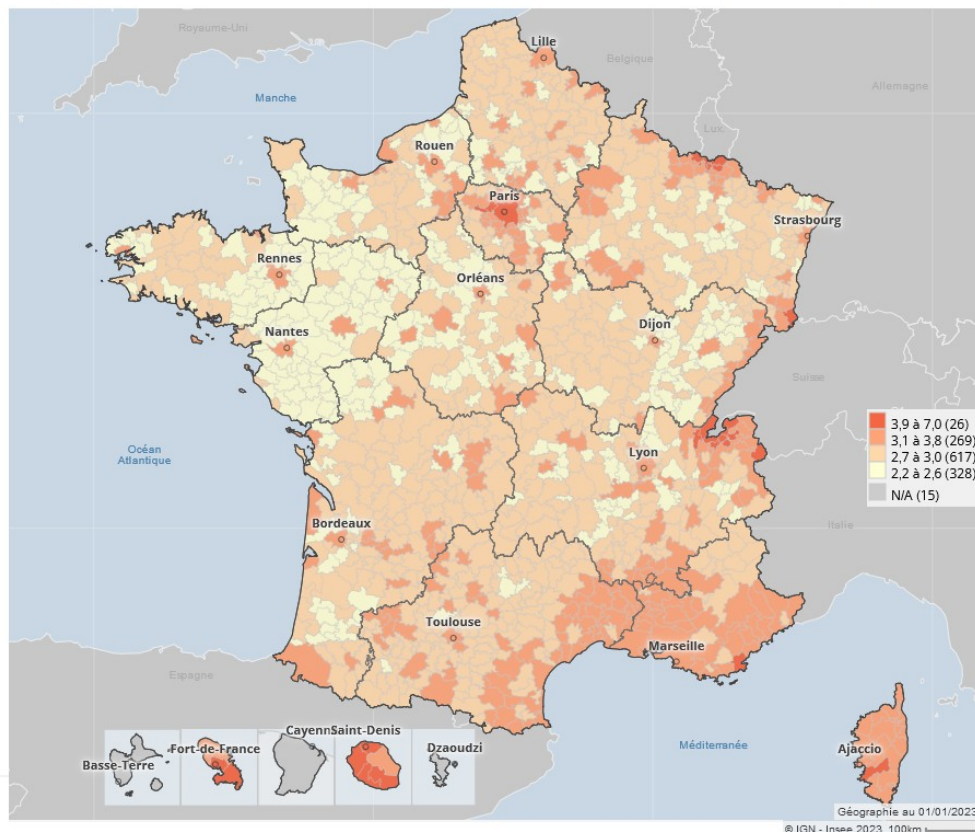 Royaume-Uni
Lille
Belgique
Allemagne
Manche
Lux.
Rouen
Paris
Strasbourg
Rennes
Orléans
Nantes
Dijon
Suisse
3,9 à 7,0 (26)
3,1 à 3,8 (269)
2,7 à 3,0 (617)
2,2 à 2,6 (328)
N/A (15)
Océan
Atlantique
Lyon
Italie
Bordeaux
Toulouse
Marseille
Espagne
Basse-Terre
Fort-de-France
Cayenn
Saint-Denis
Dzaoudzi
Méditerranée
Ajaccio
Géographie au 01/01/2023
© IGN - Insee 2023 100km